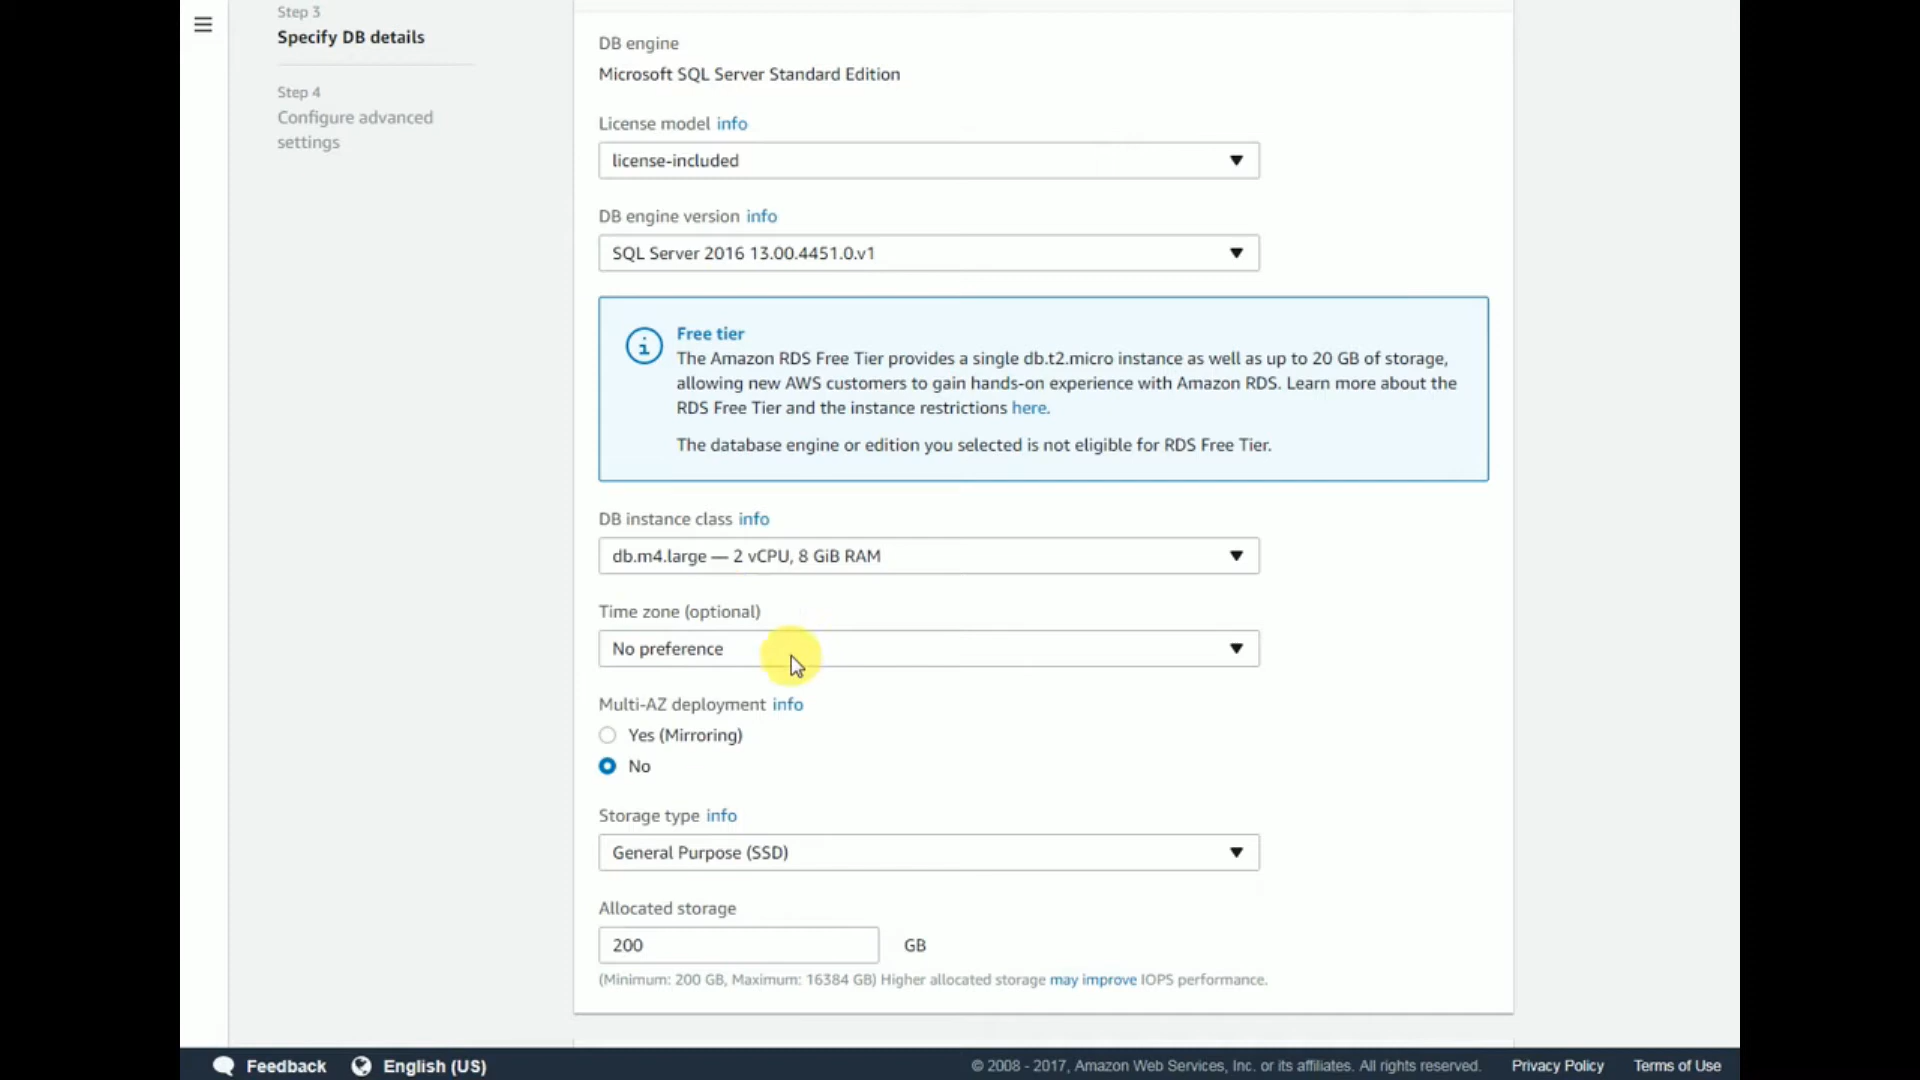 Step 3
Specify DB details
Step 4
Configure advanced
settings
DB engine
Microsoft SQL Server Standard Edition
License model info
license-included
DB engine version info
SQL Server 2016 13.00.4451.0.v1
Free tier
The Amazon RDS Free Tier provides a single db.t2.micro instance as well as up to 20 GB of storage,
allowing new AWS customers to gain hands-on experience with Amazon RDS. Learn more about the
RDS Free Tier and the instance restrictions here.
The database engine or edition you selected is not eligible for RDS Free Tier.
DB instance class info
db.m4.large — 2 vCPU, 8 GiB RAM
Time zone (optional)
No preference
Multi-AZ deployment info
Yes (Mirroring)
No
Storage type info
General Purpose (SSD)
Allocated storage
200 GB
(Minimum: 200 GB, Maximum: 16384 GB) Higher allocated storage may improve IOPS performance.
Feedback English (US) © 2008 - 2017, Amazon Web Services, Inc. or its affiliates. All rights reserved. Privacy Policy Terms of Use